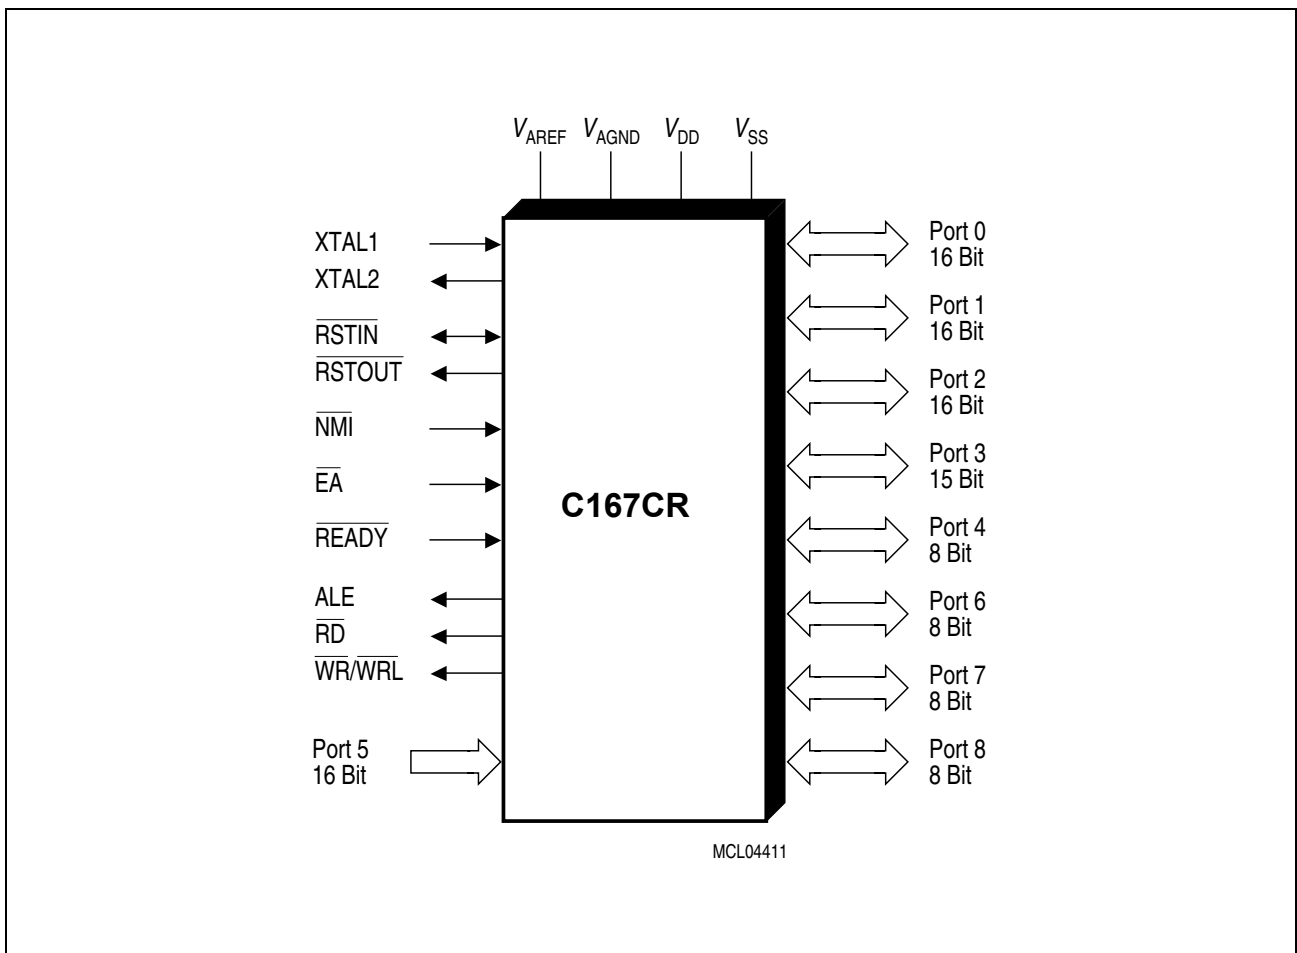 VAREF VAGND VDD VSS
XTAL1
XTAL2
RSTIN
RSTOUT
NMI
EA
READY
ALE
RD
WR/WRL
Port 5
16 Bit
C167CR
Port 0
16 Bit
Port 1
16 Bit
Port 2
16 Bit
Port 3
15 Bit
Port 4
8 Bit
Port 6
8 Bit
Port 7
8 Bit
Port 8
8 Bit
MCL04411